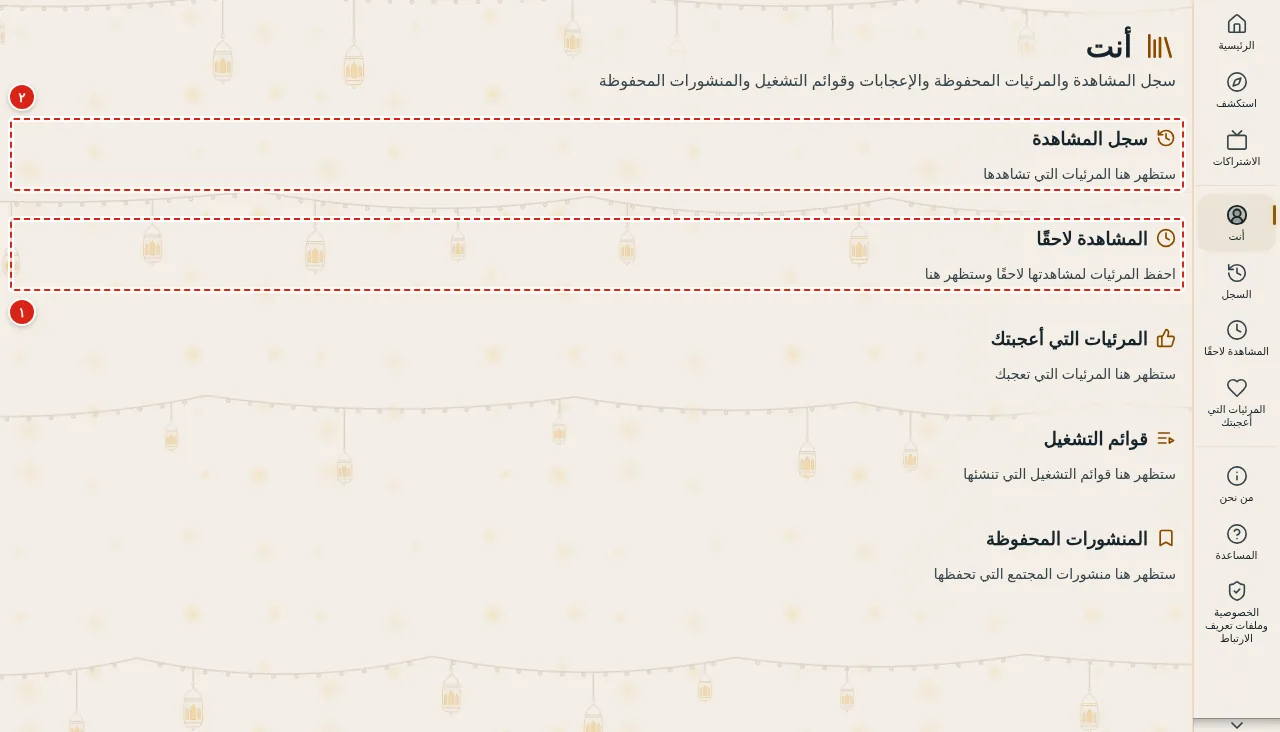 أنت
سجل المشاهدة والمرئيات المحفوظة والإعجابات وقوائم التشغيل والمنشورات المحفوظة
٢
سجل المشاهدة
ستظهر هنا المرئيات التي تشاهدها
المشاهدة لاحقًا
احفظ المرئيات لمشاهدتها لاحقًا وستظهر هنا
١
المرئيات التي أعجبتك
ستظهر هنا المرئيات التي تعجبك
قوائم التشغيل
ستظهر هنا قوائم التشغيل التي تنشئها
المنشورات المحفوظة
ستظهر هنا منشورات المجتمع التي تحفظها
الرئيسية
استكشف
الاشتراكات
أنت
السجل
المشاهدة لاحقًا
المرئيات التي
أعجبتك
من نحن
المساعدة
الخصوصية
وملفات تعريف
الارتباط